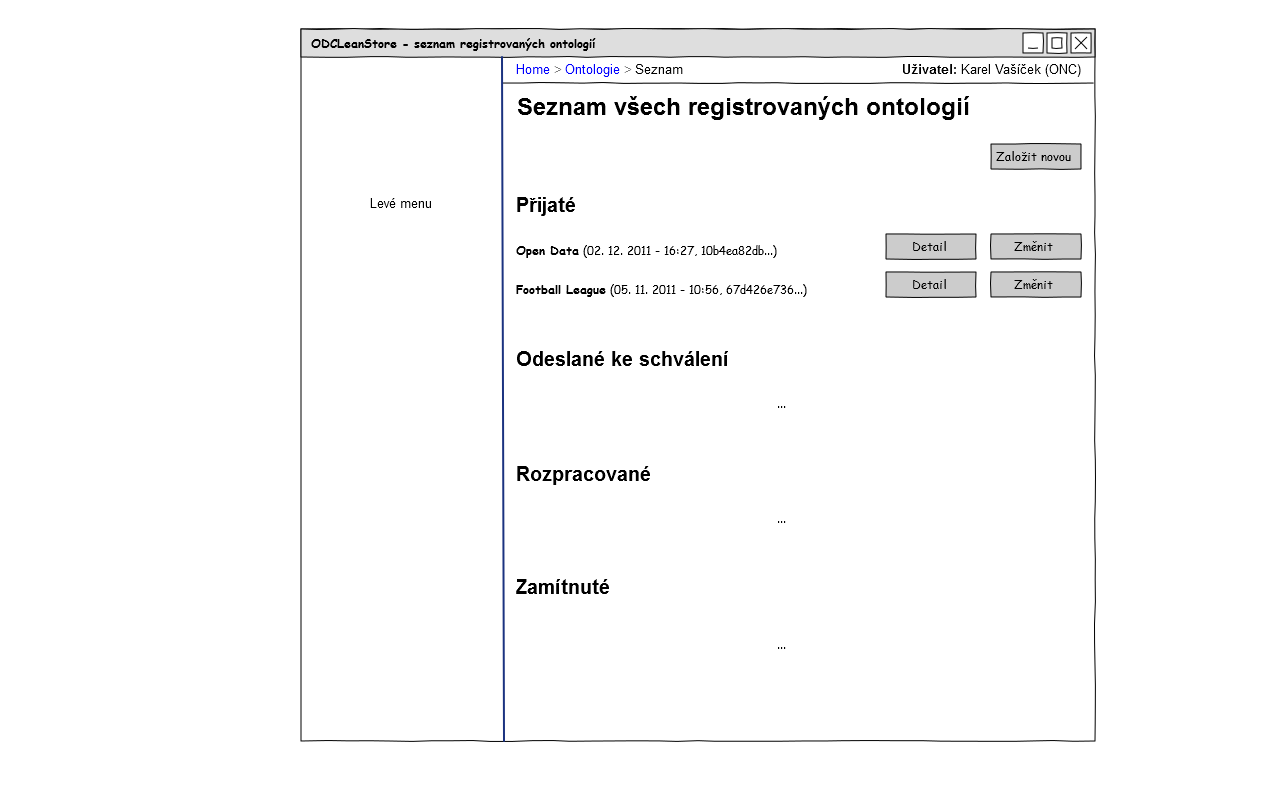 ODCLeanStore - seznam registrovaných ontologií
Home > Ontologie > Seznam
Uživatel: Karel Vašíček (ONC)
Seznam všech registrovaných ontologií
Založit novou
Levé menu
Přijaté
Open Data (02. 12. 2011 - 16:27, 10b4ea82db...)
Detail
Změnit
Football League (05. 11. 2011 - 10:56, 67d426e736...)
Detail
Změnit
Odeslané ke schválení
...
Rozpracované
...
Zamítnuté
...